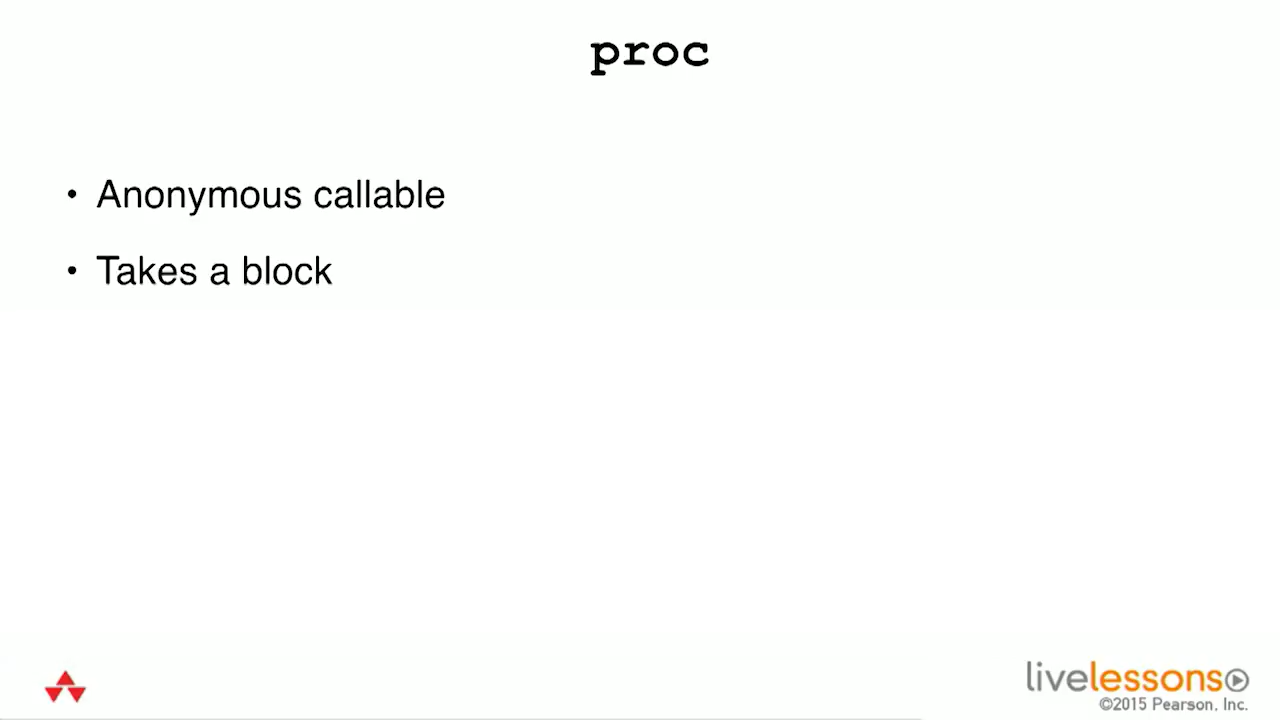 proc
• Anonymous callable
• Takes a block
livelessons
©2015 Pearson, Inc.